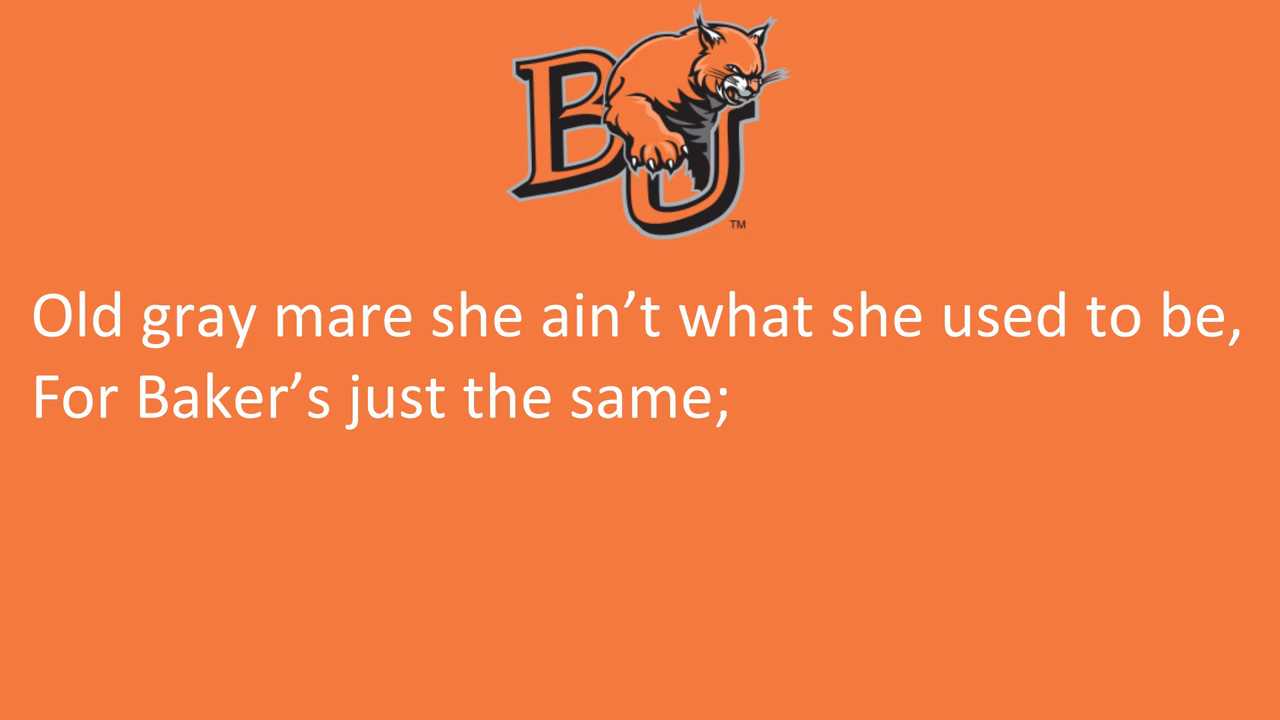 BU
TM
Old gray mare she ain’t what she used to be,
For Baker’s just the same;